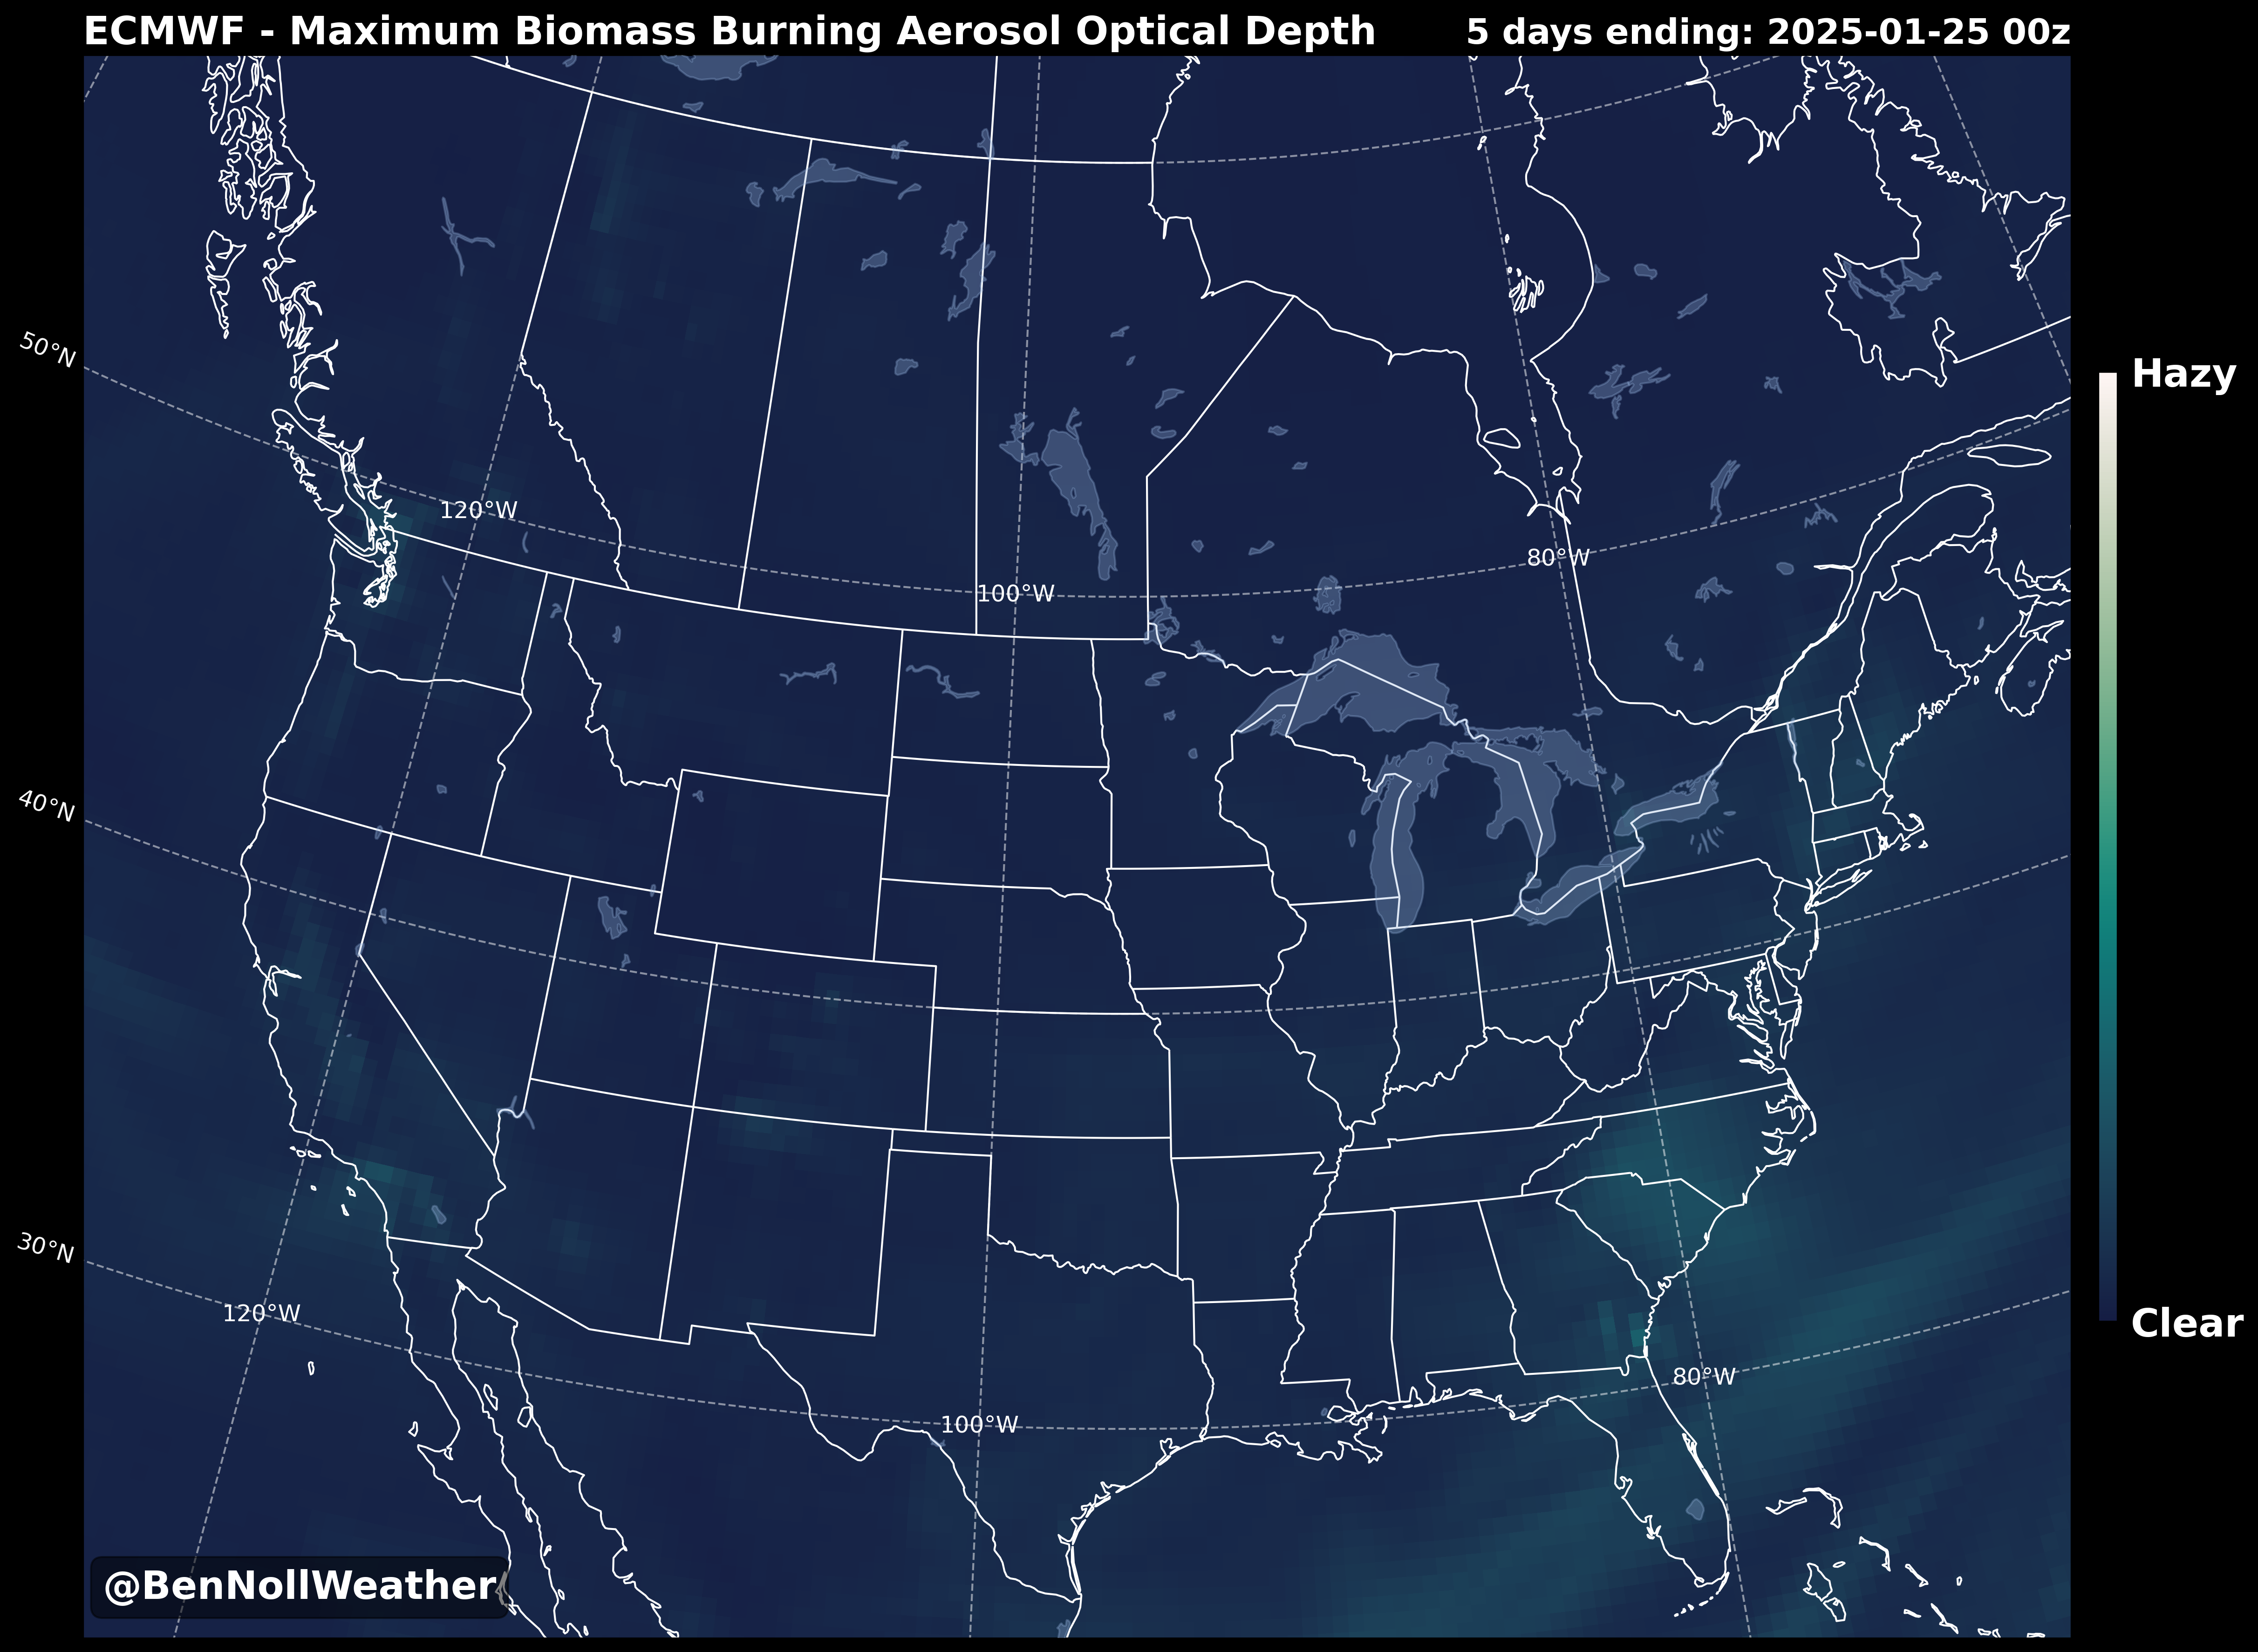 ECMWF - Maximum Biomass Burning Aerosol Optical Depth
5 days ending: 2025-01-25 00z
50°N
Hazy
120°W
80°W
100°W
40°N
30°N
120°W
Clear
80°W
100°W
@BenNollWeather